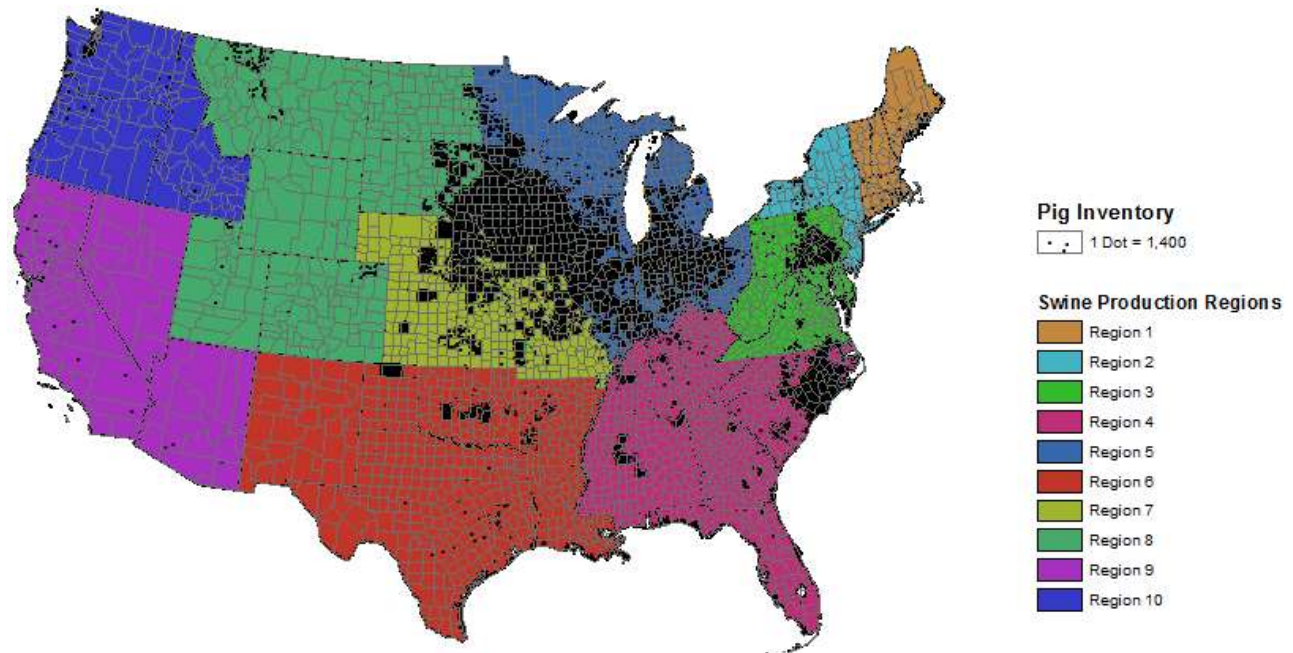 Pig Inventory
1 Dot = 1,400
Swine Production Regions
Region 1
Region 2
Region 3
Region 4
Region 5
Region 6
Region 7
Region 8
Region 9
Region 10